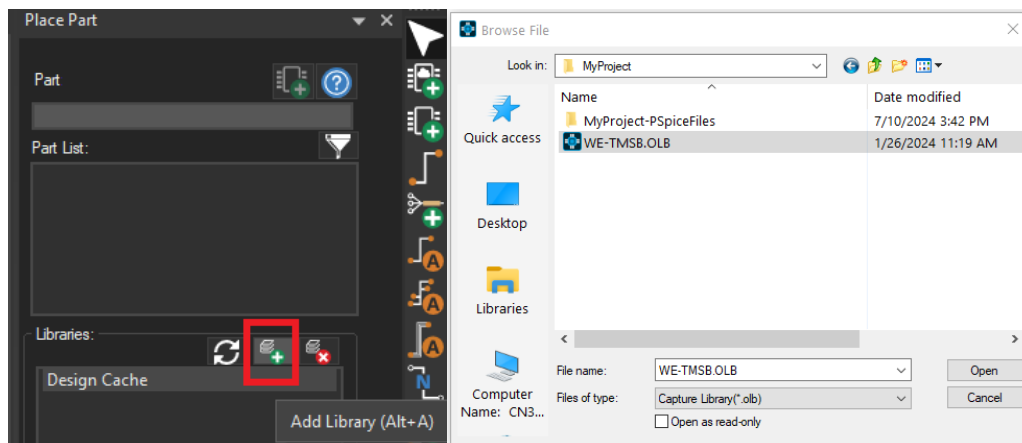 Place Part
Part
Part List:
Libraries:
Design Cache
Add Library (Alt+A)
Browse File
Look in:
MyProject
Name
Date modified
MyProject-PSpiceFiles
7/10/2024 3:42 PM
WE-TMSB.OLB
1/26/2024 11:19 AM
Quick access
Desktop
Libraries
Computer
Name: CN3...
File name:
WE-TMSB.OLB
Open
Files of type:
Capture Library(*.olb)
Cancel
Open as read-only
A
A
A
N